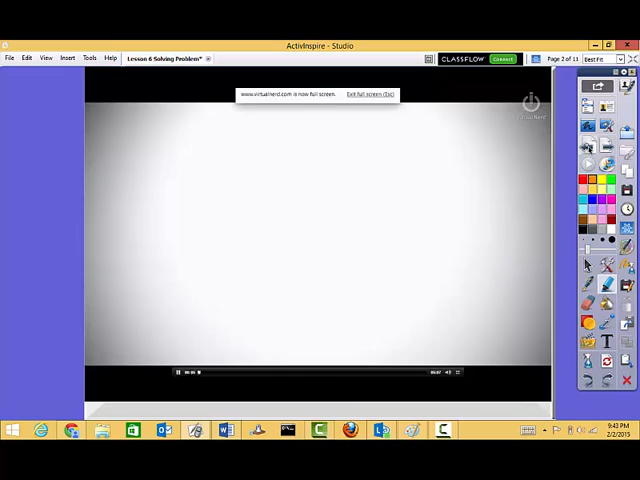 ActivInspire - Studio
File Edit View Insert Tools Help Lesson 6 Solving Problem* CLASSFLOW Connect Page 2 of 11 Best Fit
www.virtualnerd.com is now full screen. Exit full screen (Esc)
9:43 PM
2/2/2015